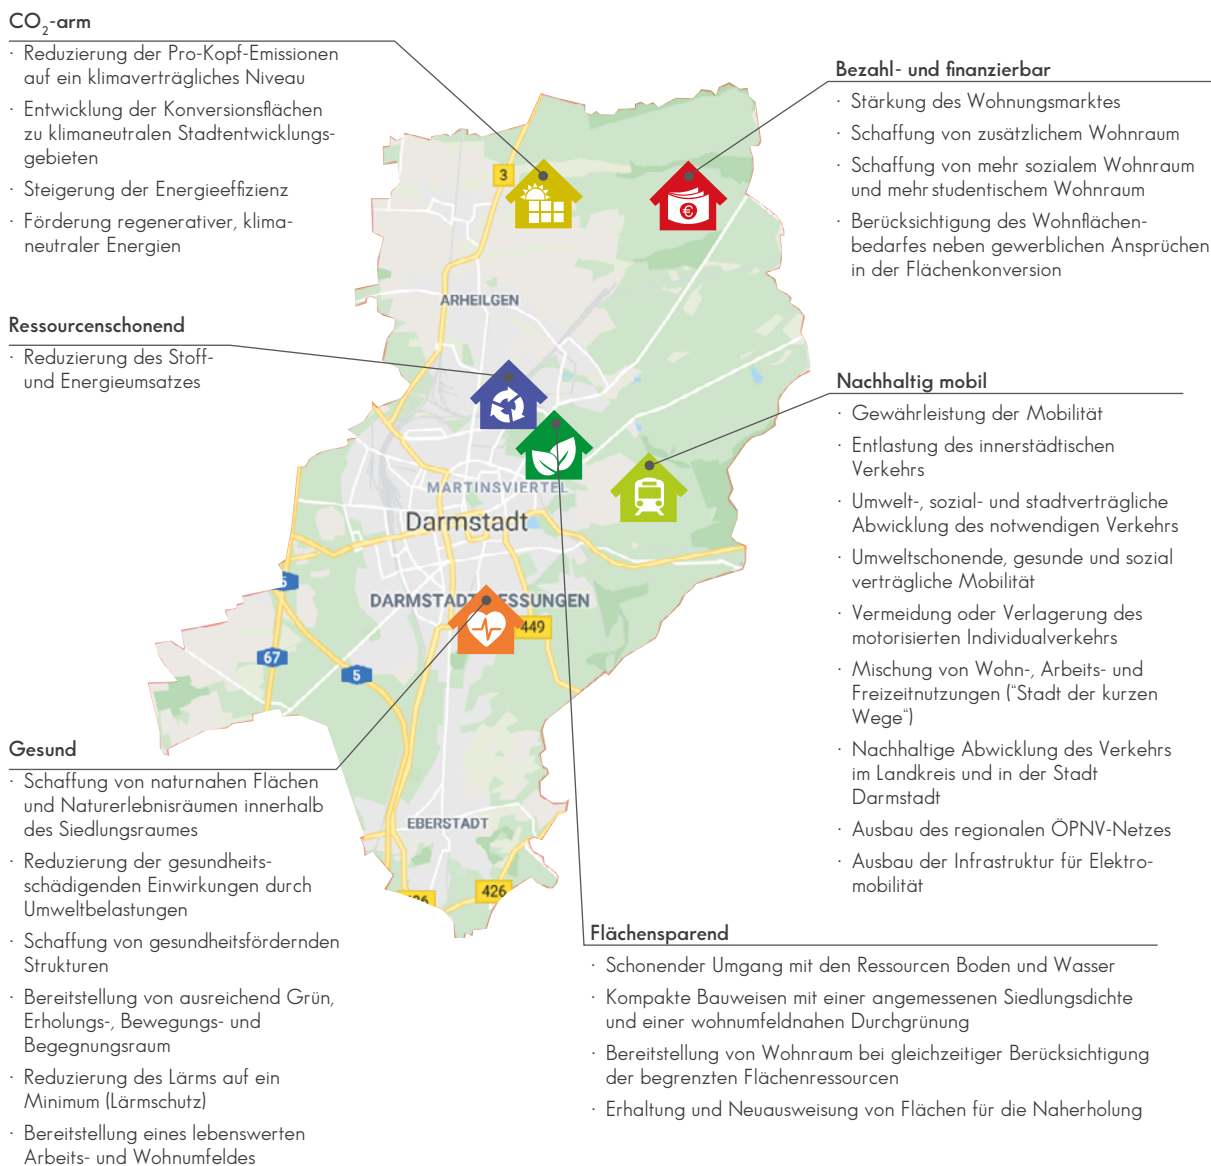 CO₂-arm
· Reduzierung der Pro-Kopf-Emissionen
auf ein klimaverträgliches Niveau
· Entwicklung der Konversionsflächen
zu klimaneutralen Stadtentwicklungs-
gebieten
· Steigerung der Energieeffizienz
· Förderung regenerativer, klima-
neutraler Energien
Ressourcenschonend
· Reduzierung des Stoff-
und Energieumsatzes
Gesund
· Schaffung von naturnahen Flächen
und Naturerlebnisräumen innerhalb
des Siedlungsraumes
· Reduzierung der gesundheits-
schädigenden Einwirkungen durch
Umweltbelastungen
· Schaffung von gesundheitsfördernden
Strukturen
· Bereitstellung von ausreichend Grün,
Erholungs-, Bewegungs- und
Begegnungsraum
· Reduzierung des Lärms auf ein
Minimum (Lärmschutz)
· Bereitstellung eines lebenswerten
Arbeits- und Wohnumfeldes
3
€
ARHEILGEN
MARTINSVIERTEL
Darmstadt
5
DARMSTADT-BESSUNGEN
449
67
5
EBERSTADT
426
Bezahl- und finanzierbar
· Stärkung des Wohnungsmarktes
· Schaffung von zusätzlichem Wohnraum
· Schaffung von mehr sozialem Wohnraum
und mehr studentischem Wohnraum
· Berücksichtigung des Wohnflächen-
bedarfes neben gewerblichen Ansprüchen
in der Flächenkonversion
Nachhaltig mobil
· Gewährleistung der Mobilität
· Entlastung des innerstädtischen
Verkehrs
· Umwelt-, sozial- und stadtverträgliche
Abwicklung des notwendigen Verkehrs
· Umweltschonende, gesunde und sozial
verträgliche Mobilität
· Vermeidung oder Verlagerung des
motorisierten Individualverkehrs
· Mischung von Wohn-, Arbeits- und
Freizeitnutzungen (“Stadt der kurzen
Wege“)
· Nachhaltige Abwicklung des Verkehrs
im Landkreis und in der Stadt
Darmstadt
· Ausbau des regionalen ÖPNV-Netzes
· Ausbau der Infrastruktur für Elektro-
mobilität
Flächensparend
· Schonender Umgang mit den Ressourcen Boden und Wasser
· Kompakte Bauweisen mit einer angemessenen Siedlungsdichte
und einer wohnumfeldnahen Durchgrünung
· Bereitstellung von Wohnraum bei gleichzeitiger Berücksichtigung
der begrenzten Flächenressourcen
· Erhaltung und Neuausweisung von Flächen für die Naherholung